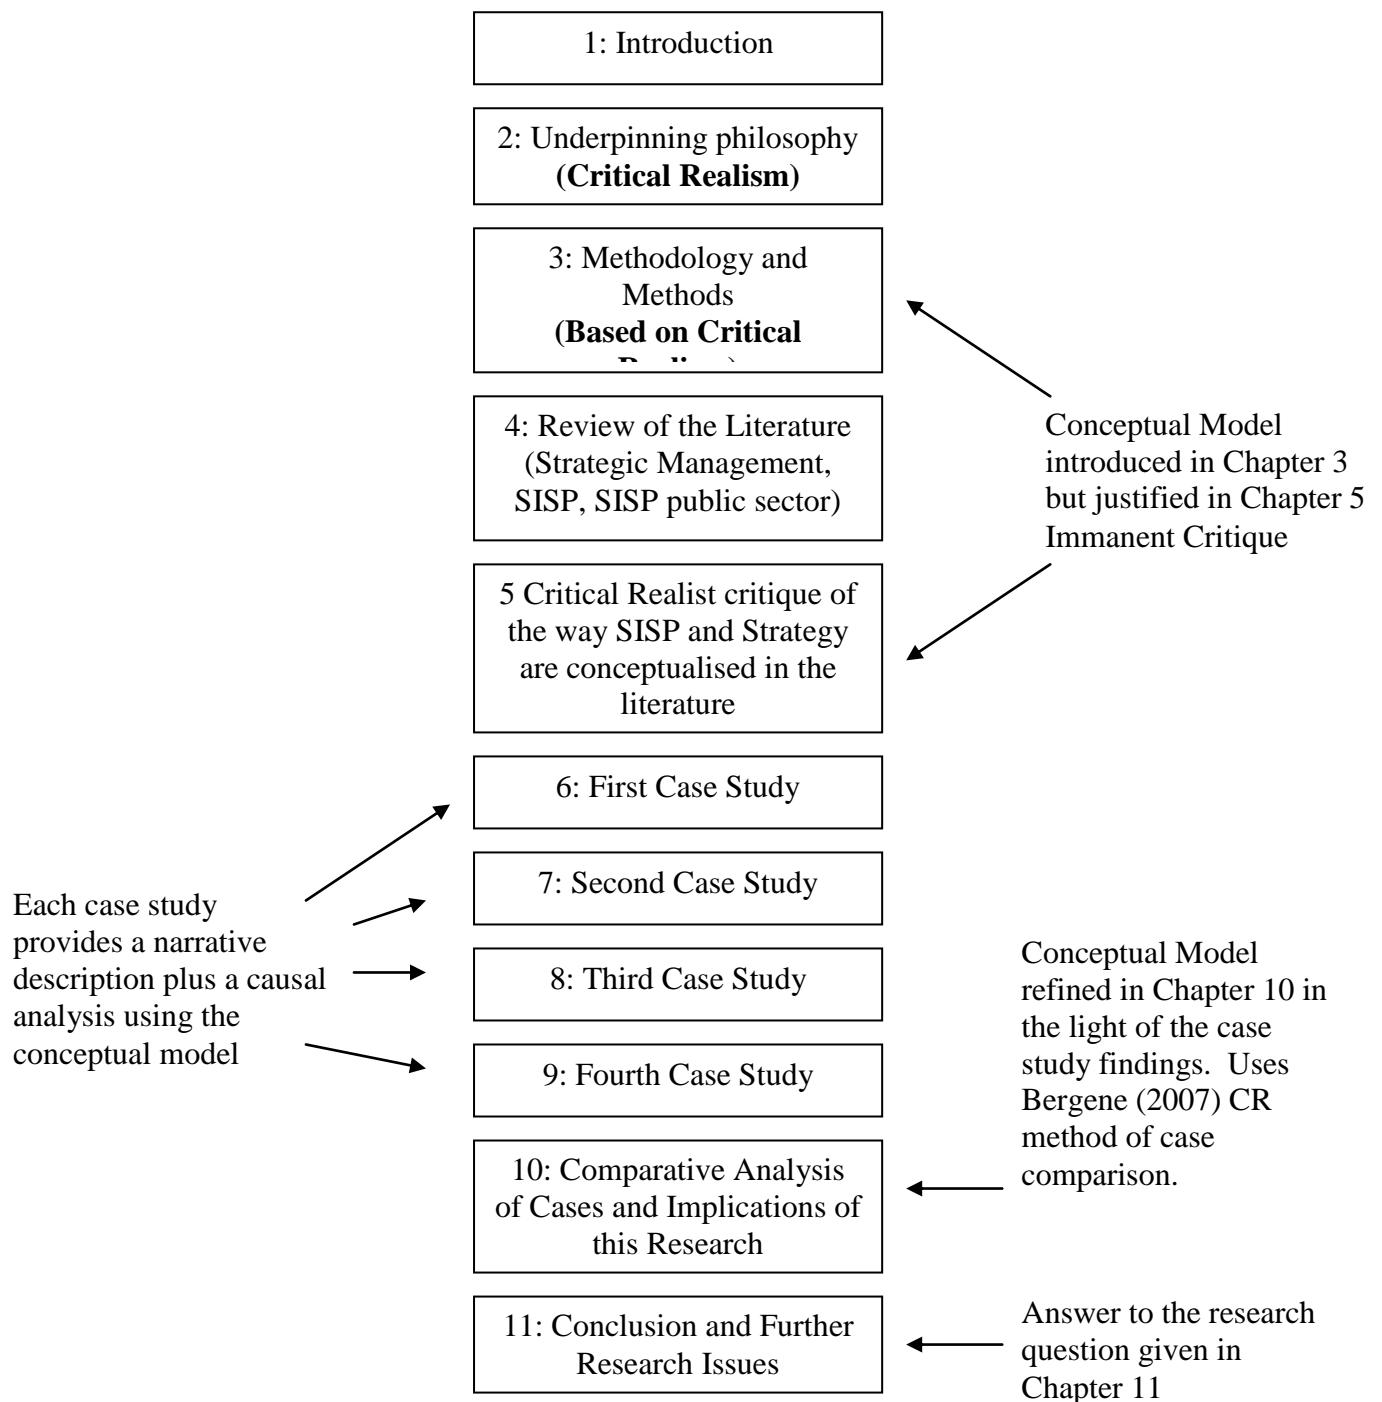 1: Introduction
2: Underpinning philosophy
(Critical Realism)
3: Methodology and
Methods
(Based on Critical
4: Review of the Literature
(Strategic Management,
SISP, SISP public sector)
Conceptual Model
introduced in Chapter 3
but justified in Chapter 5
Immanent Critique
5 Critical Realist critique of
the way SISP and Strategy
are conceptualised in the
literature
6: First Case Study
7: Second Case Study
8: Third Case Study
9: Fourth Case Study
Each case study
provides a narrative
description plus a causal
analysis using the
conceptual model
Conceptual Model
refined in Chapter 10 in
the light of the case
study findings.  Uses
Bergene (2007) CR
method of case
comparison.
10: Comparative Analysis
of Cases and Implications of
this Research
11: Conclusion and Further
Research Issues
Answer to the research
question given in
Chapter 11